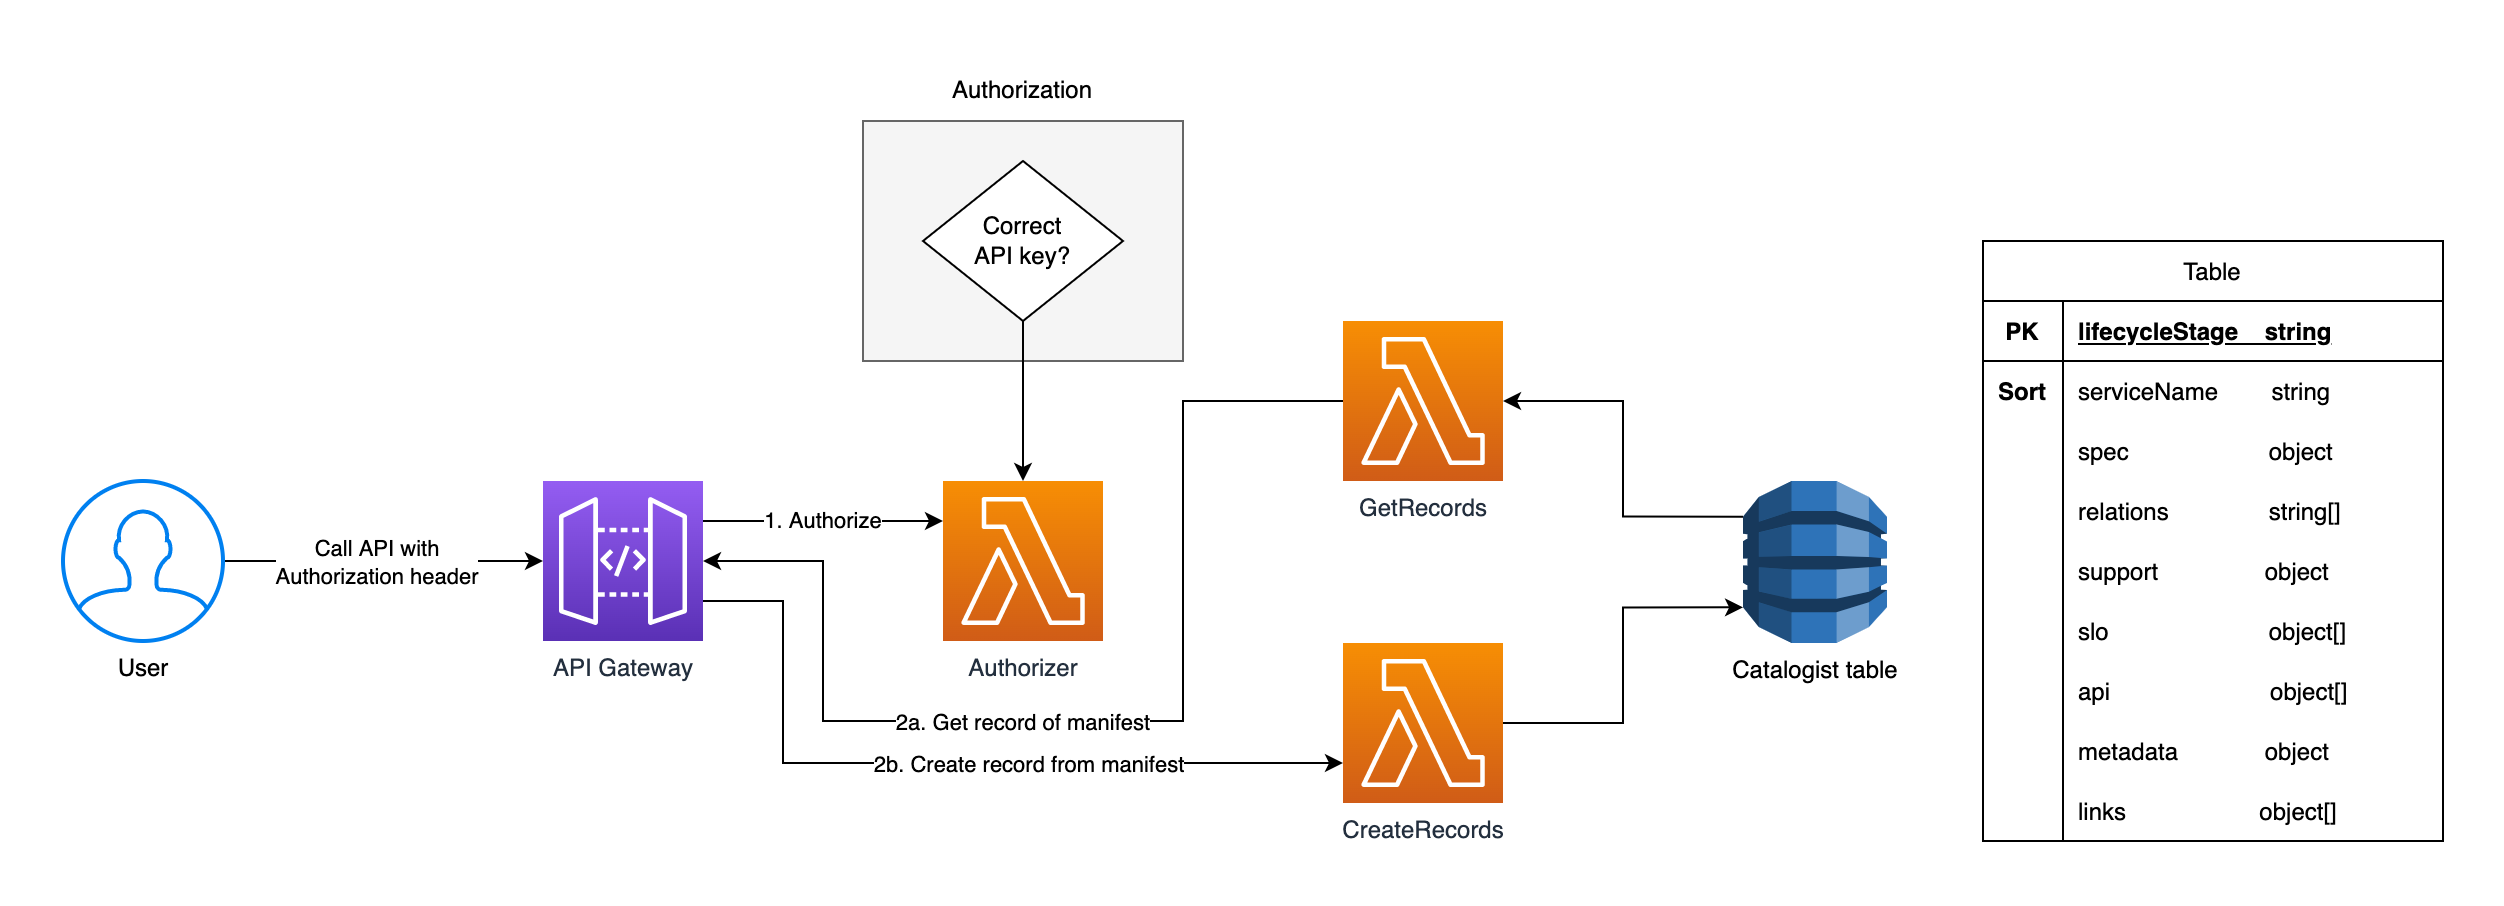 Authorization
Correct
API key?
Call API with
Authorization header
User
API Gateway
1. Authorize
Authorizer
2a. Get record of manifest
2b. Create record from manifest
GetRecords
CreateRecords
Catalogist table
Table
PK lifecycleStage string
Sort serviceName string
spec object
relations string[]
support object
slo object[]
api object[]
metadata object
links object[]